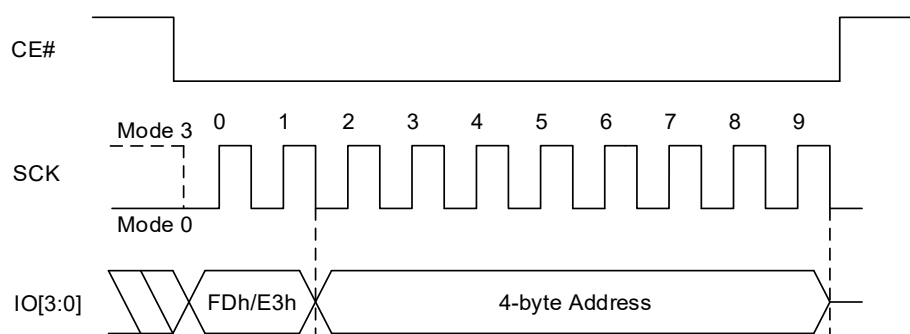 CE#
Mode 3 0 1 2 3 4 5 6 7 8 9
SCK
Mode 0
IO[3:0] FDh/E3h 4-byte Address